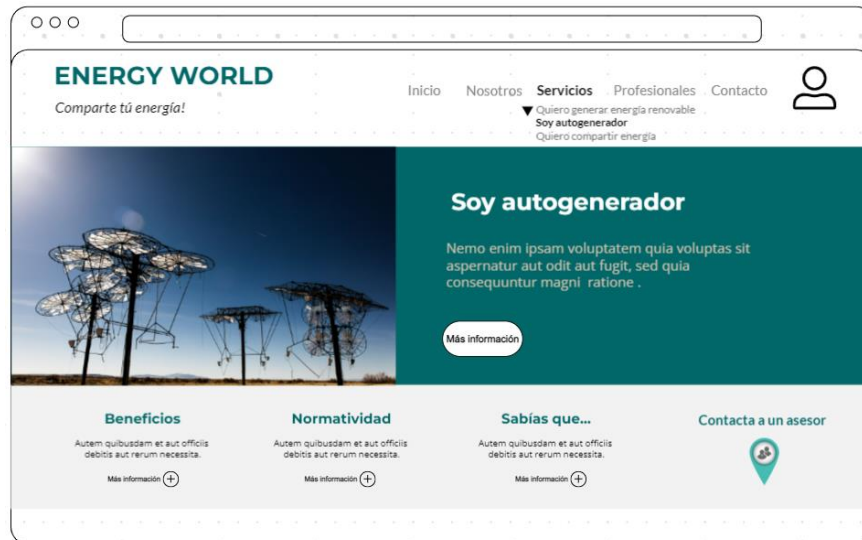 ENERGY WORLD
Comparte tú energía!
Inicio Nosotros Servicios Profesionales Contacto
Quiero generar energía renovable
Soy autogenerador
Quiero compartir energía
Soy autogenerador
Nemo enim ipsam voluptatem quia voluptas sit
aspernatur aut odit aut fugit, sed quia
consequuntur magni ratione .
Más información
Beneficios
Autem quibusdam et aut officiis
debitis aut rerum necessita.
Más información
Normatividad
Autem quibusdam et aut officiis
debitis aut rerum necessita.
Más información
Sabías que...
Autem quibusdam et aut officiis
debitis aut rerum necessita.
Más información
Contacta a un asesor